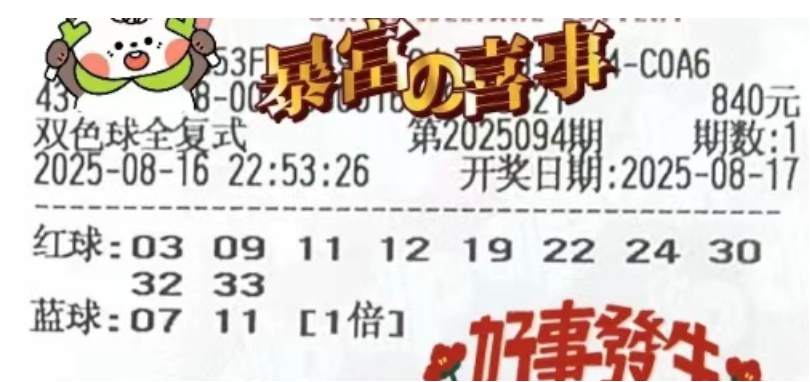 暴富の喜事
4-C0A6
840元
双色球全复式 第2025094期 期数:1
2025-08-16 22:53:26 开奖日期:2025-08-17
红球:03 09 11 12 19 22 24 30
32 33
蓝球:07 11 [1倍]
好事發生